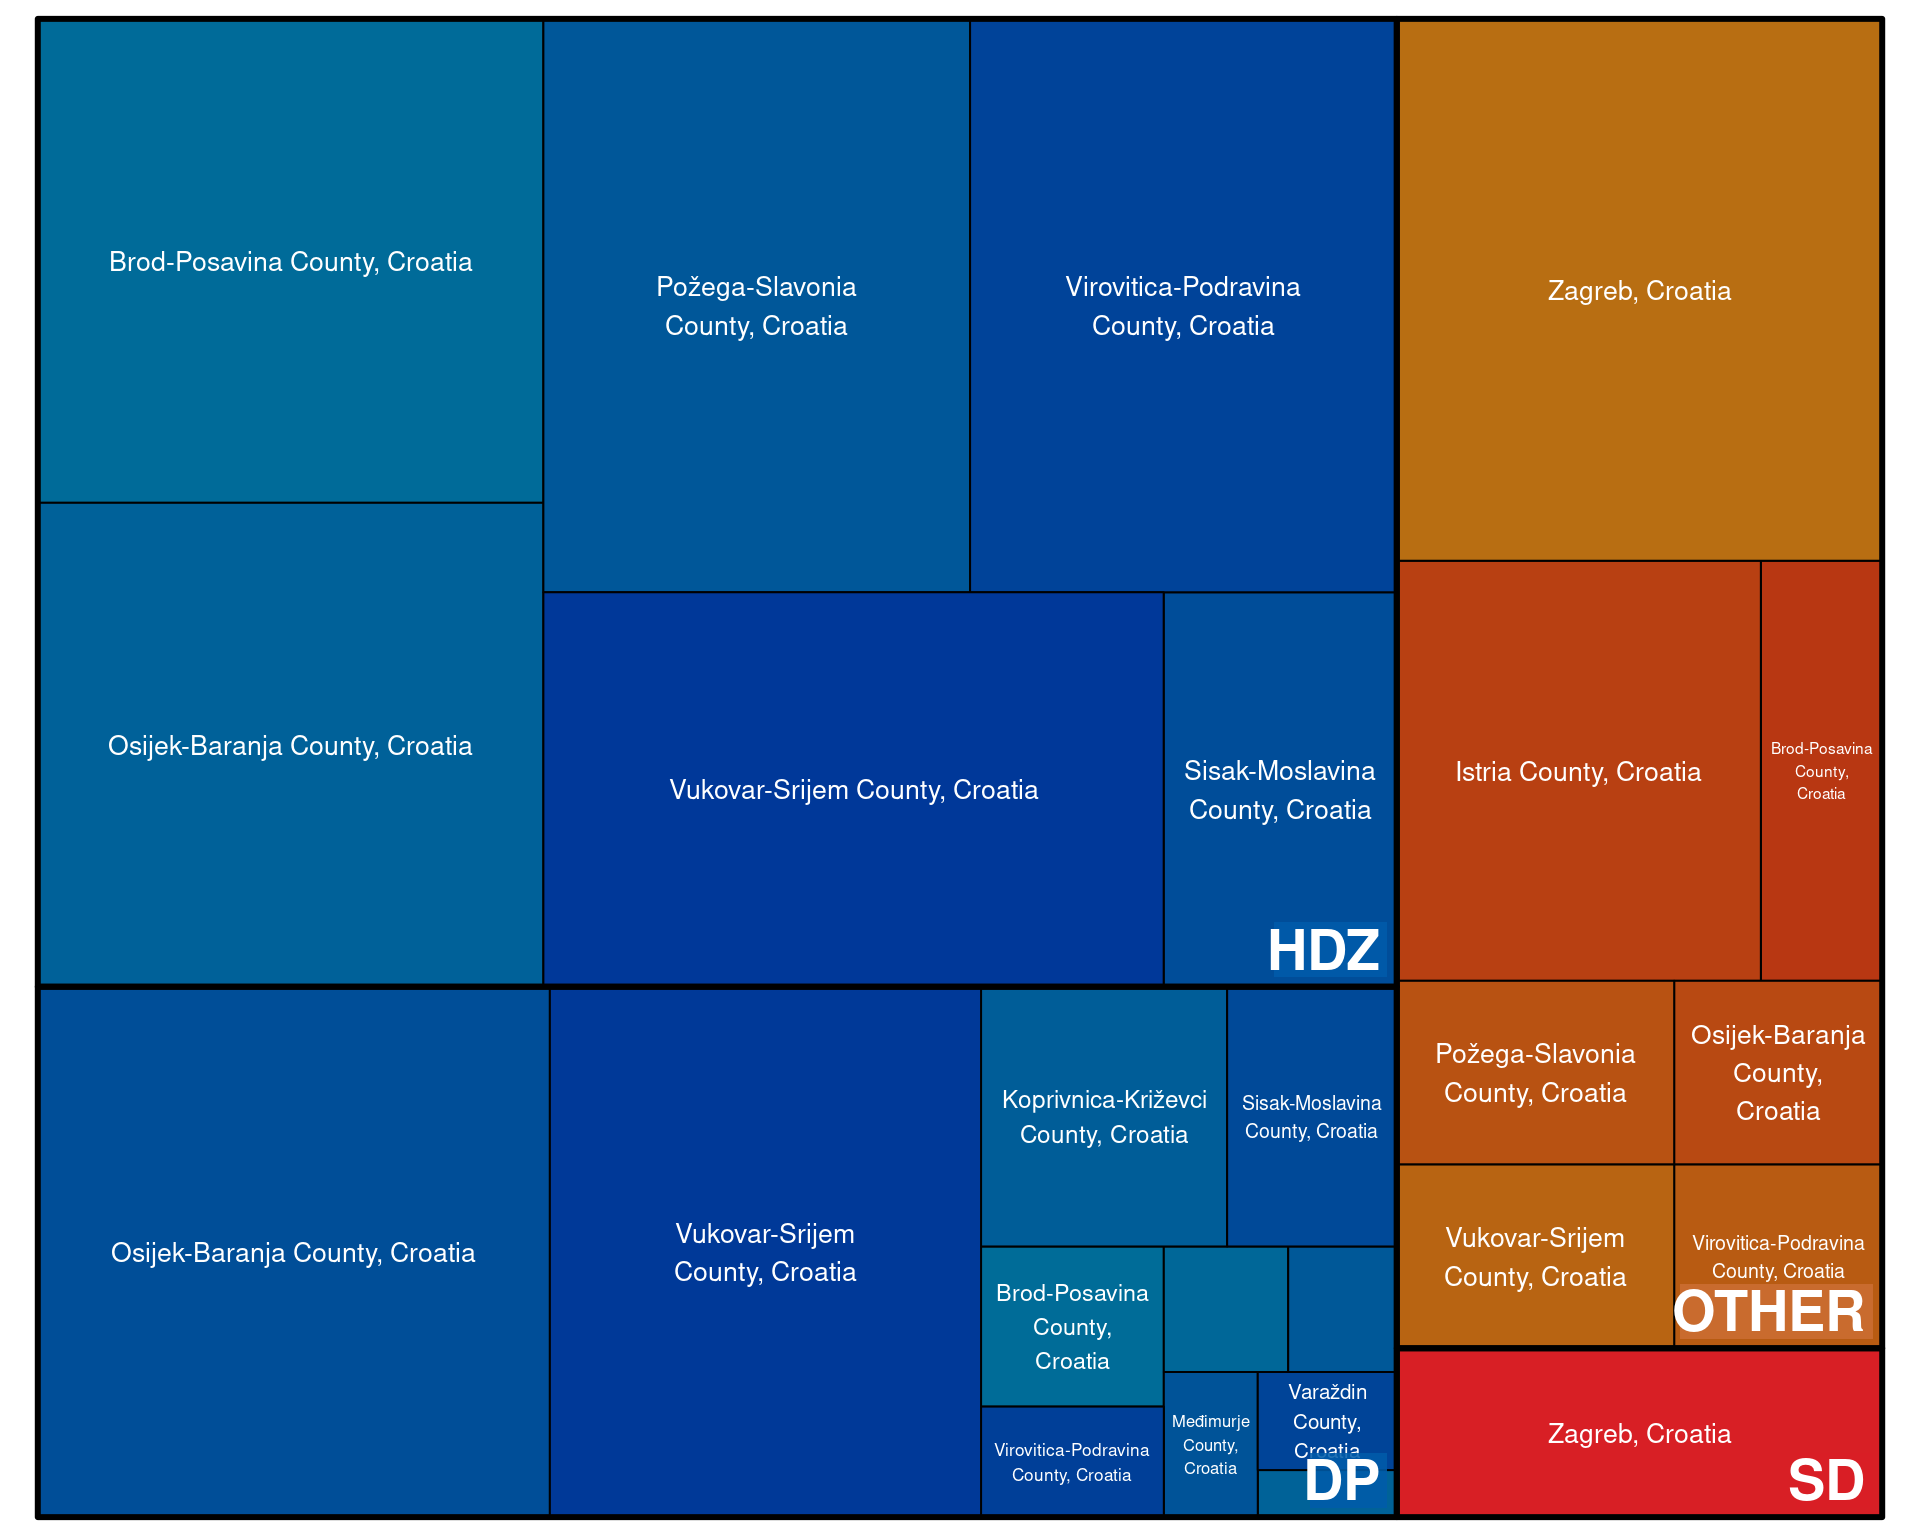 Brod-Posavina County, Croatia
Požega-Slavonia
County, Croatia
Virovitica-Podravina
County, Croatia
Osijek-Baranja County, Croatia
Vukovar-Srijem County, Croatia
Sisak-Moslavina
County, Croatia
HDZ
Osijek-Baranja County, Croatia
Vukovar-Srijem
County, Croatia
Koprivnica-Križevci
County, Croatia
Sisak-Moslavina
County, Croatia
Brod-Posavina
County,
Croatia
Virovitica-Podravina
County, Croatia
Međimurje
County,
Croatia
Varaždin
County,
Croatia
DP
Zagreb, Croatia
Istria County, Croatia
Brod-Posavina
County,
Croatia
Požega-Slavonia
County, Croatia
Osijek-Baranja
County,
Croatia
Vukovar-Srijem
County, Croatia
Virovitica-Podravina
County, Croatia
OTHER
Zagreb, Croatia
SD